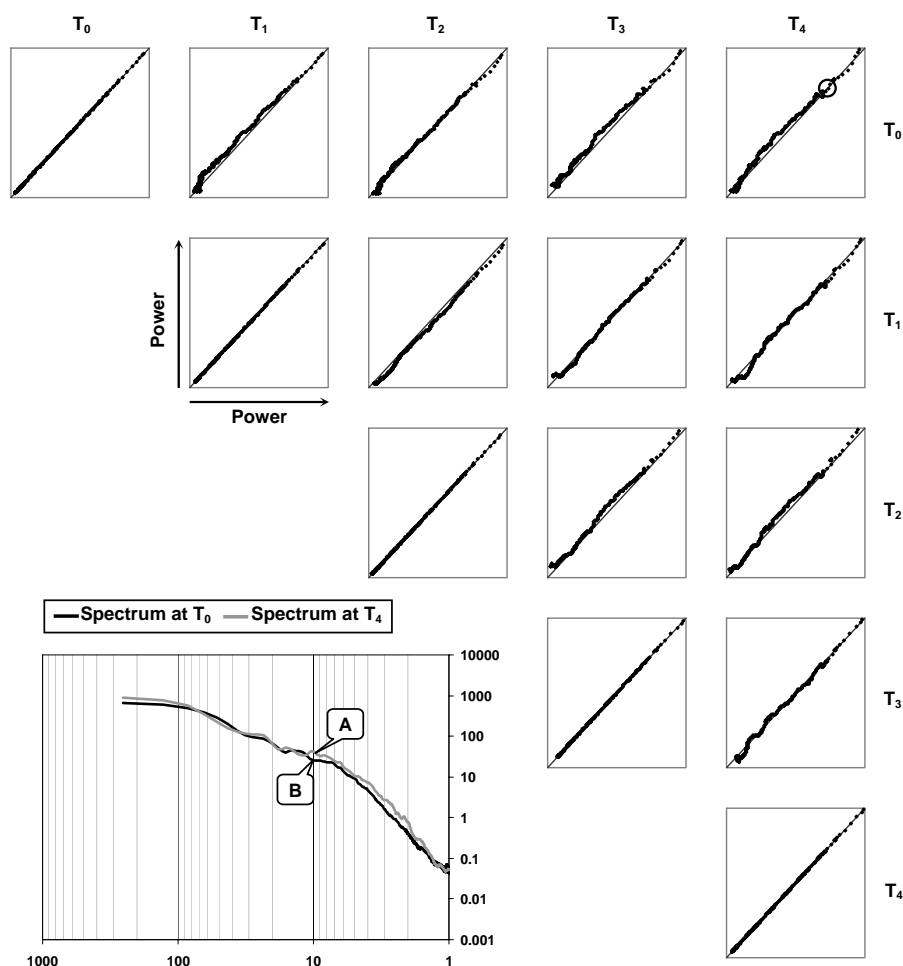 T₀ T₁ T₂ T₃ T₄
T₀
Power
T₁
Power
T₂
Spectrum at T₀ Spectrum at T₄
10000
1000
T₃
A
100
B
10
1
0.1
T₄
0.01
0.001
1000 100 10 1